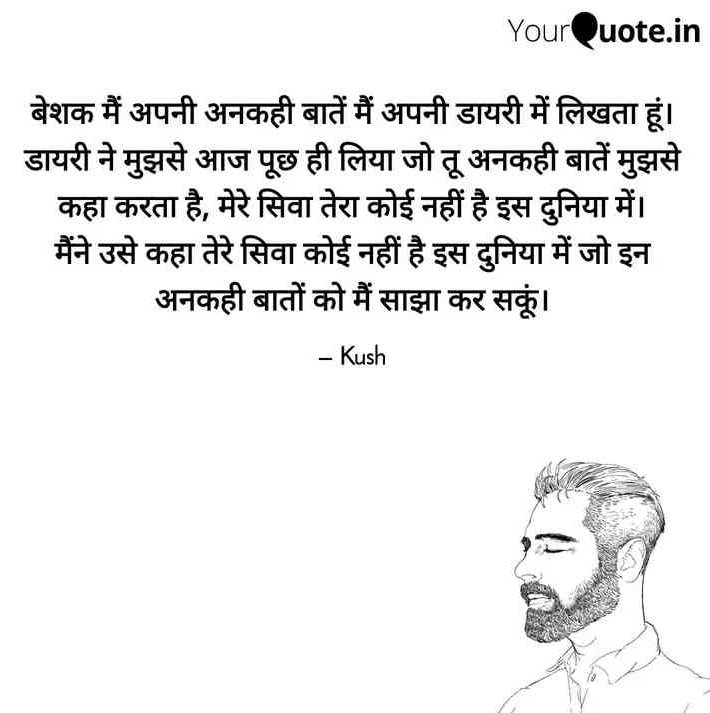 YourQuote.in
बेशक मैं अपनी अनकही बातें मैं अपनी डायरी में लिखता हूं।
डायरी ने मुझसे आज पूछ ही लिया जो तू अनकही बातें मुझसे
कहा करता है, मेरे सिवा तेरा कोई नहीं है इस दुनिया में।
मैंने उसे कहा तेरे सिवा कोई नहीं है इस दुनिया में जो इन
अनकही बातों को मैं साझा कर सकूं।
– Kush